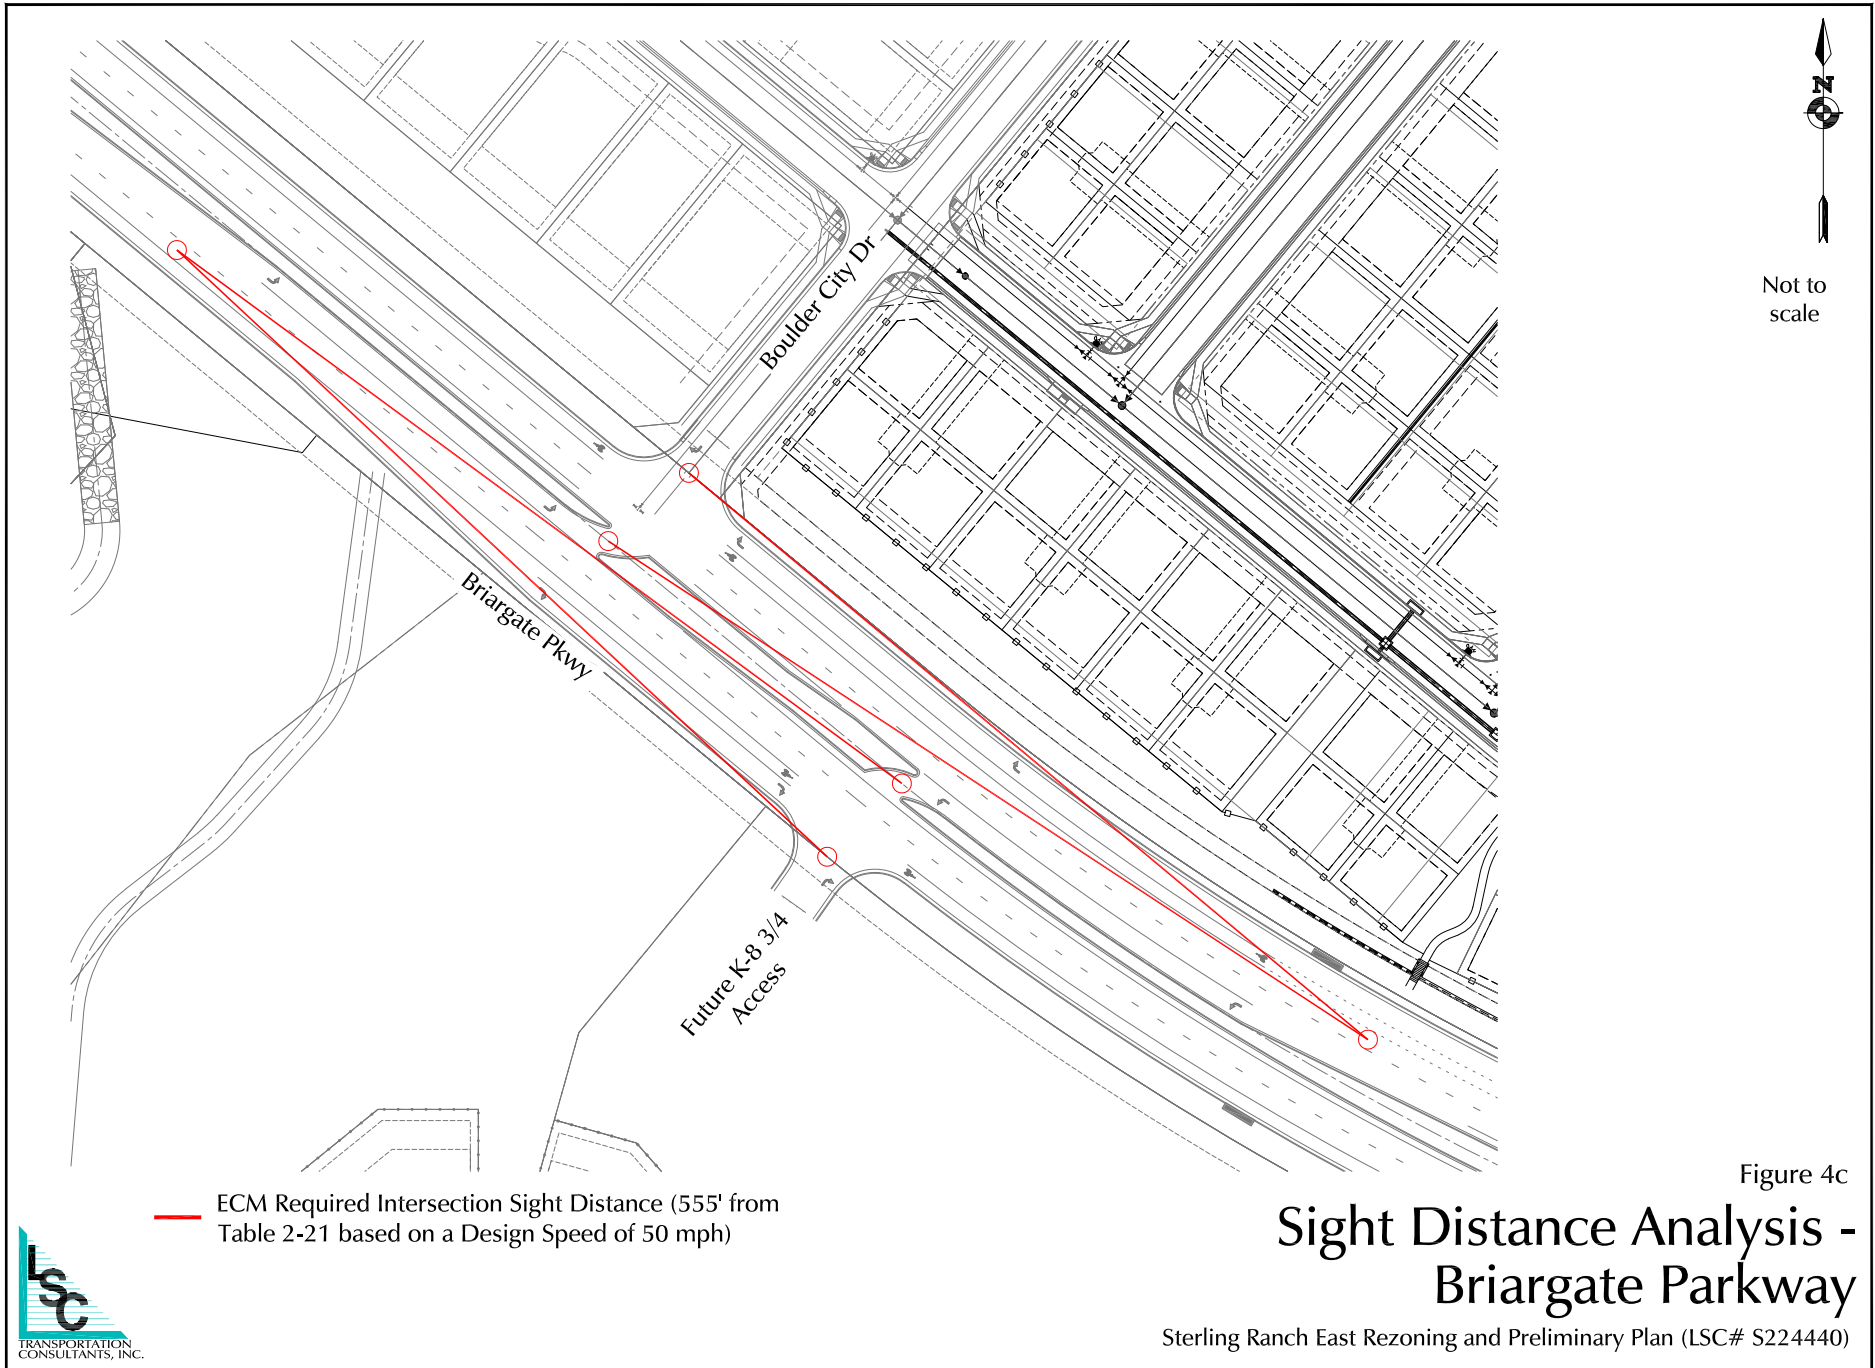 N
Not to
scale
Boulder City Dr
Briargate Pkwy
Future K-8 3/4
Access
ECM Required Intersection Sight Distance (555' from
Table 2-21 based on a Design Speed of 50 mph)
Figure 4c
Sight Distance Analysis -
Briargate Parkway
Sterling Ranch East Rezoning and Preliminary Plan (LSC# S224440)
LSC
TRANSPORTATION
CONSULTANTS, INC.